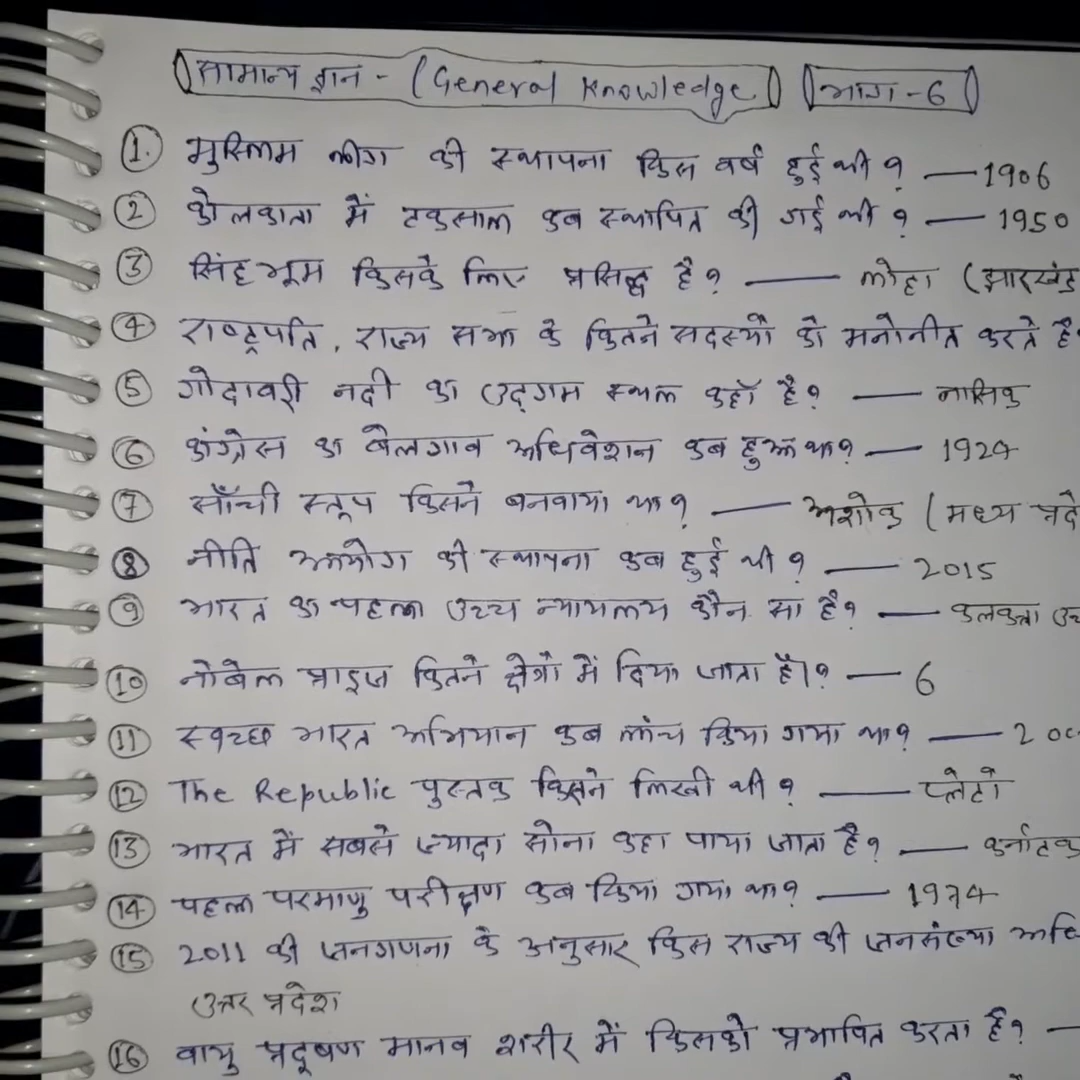 सामान्य ज्ञान - (General Knowledge) भाग - 6
1. मुस्लिम लीग की स्थापना किस वर्ष हुई थी ? — 1906
2 कोलकाता में टकसाल कब स्थापित की गई थी ? — 1950
3 सिंहभूम किसके लिए प्रसिद्ध है ? — लोहा (झारखंड
4 राष्ट्रपति, राज्य सभा के कितने सदस्यों को मनोनीत करते है
5 गोदावरी नदी का उद्गम स्थल कहाँ है ? — नासिक
6 कांग्रेस का बेलगाव अधिवेशन कब हुआ था ? — 1924
7 साँची स्तूप किसने बनवाया था ? — अशोक (मध्य प्रदे
8 नीति आयोग की स्थापना कब हुई थी ? — 2015
9 भारत का पहला उच्च न्यायलय कौन सा है ? — कलकत्ता उच
10 नोबेल प्राइज कितने क्षेत्रों में दिया जाता है। ? — 6
11 स्वच्छ भारत अभियान कब लांच किया गया था ? — 2 oc
12 The Republic पुस्तक किसने लिखी थी ? — प्लेटो
13 भारत में सबसे ज्यादा सोना कहा पाया जाता है ? — कर्नाटक
14 पहला परमाणु परीक्षण कब किया गया था ? — 1974
15 2011 की जनगणना के अनुसार किस राज्य की जनसंख्या अधि
उत्तर प्रदेश
16 वायु प्रदूषण मानव शरीर में किसको प्रभावित करता है ? —